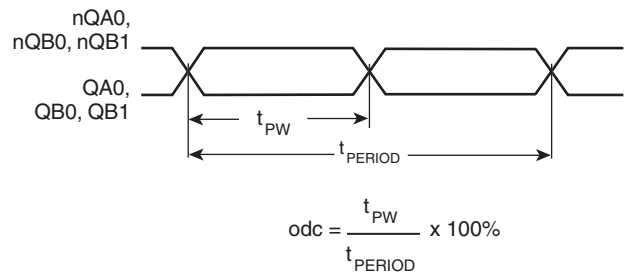 nQA0,
nQB0, nQB1
QA0,
QB0, QB1
tPW
tPERIOD
odc = tPW / tPERIOD x 100%